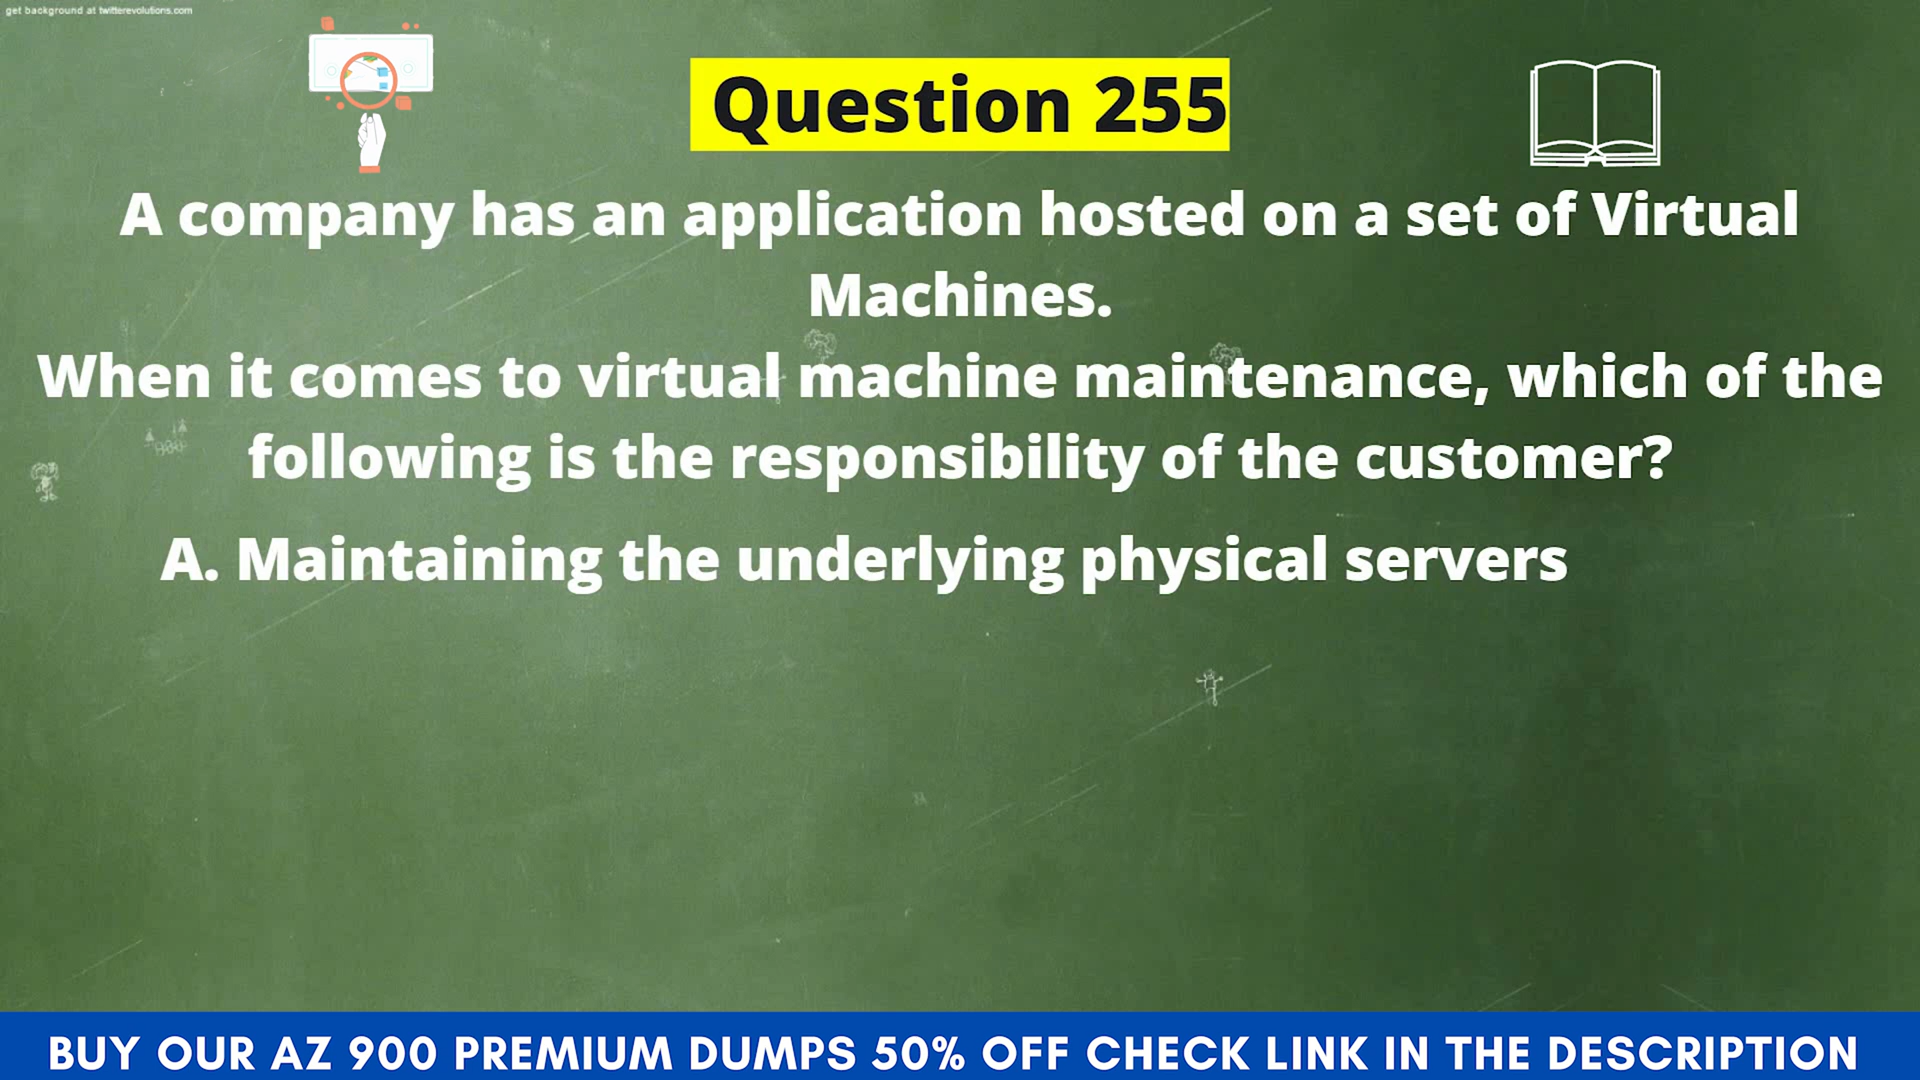 get background at twitterevolutions.com
Question 255
A company has an application hosted on a set of Virtual
Machines.
When it comes to virtual machine maintenance, which of the
following is the responsibility of the customer?
A. Maintaining the underlying physical servers
BUY OUR AZ 900 PREMIUM DUMPS 50% OFF CHECK LINK IN THE DESCRIPTION